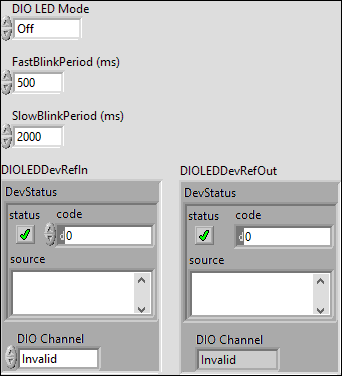 DIO LED Mode
Off
FastBlinkPeriod (ms)
500
SlowBlinkPeriod (ms)
2000
DIOLEDDevRefIn
DevStatus
status code
d 0
source
DIO Channel
Invalid
DIOLEDDevRefOut
DevStatus
status code
d 0
source
DIO Channel
Invalid